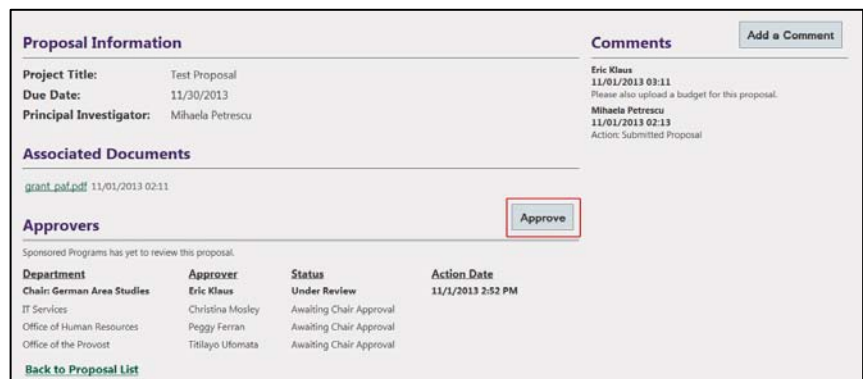 Proposal Information
Project Title: Test Proposal
Due Date: 11/30/2013
Principal Investigator: Mihaela Petrescu
Associated Documents
grant_paf.pdf 11/01/2013 02:11
Approvers
Approve
Sponsored Programs has yet to review this proposal.
Department Approver Status Action Date
Chair: German Area Studies Eric Klaus Under Review 11/1/2013 2:52 PM
IT Services Christina Mosley Awaiting Chair Approval
Office of Human Resources Peggy Ferran Awaiting Chair Approval
Office of the Provost Titilayo Ufomata Awaiting Chair Approval
Back to Proposal List
Comments
Add a Comment
Eric Klaus
11/01/2013 03:11
Please also upload a budget for this proposal.
Mihaela Petrescu
11/01/2013 02:13
Action: Submitted Proposal